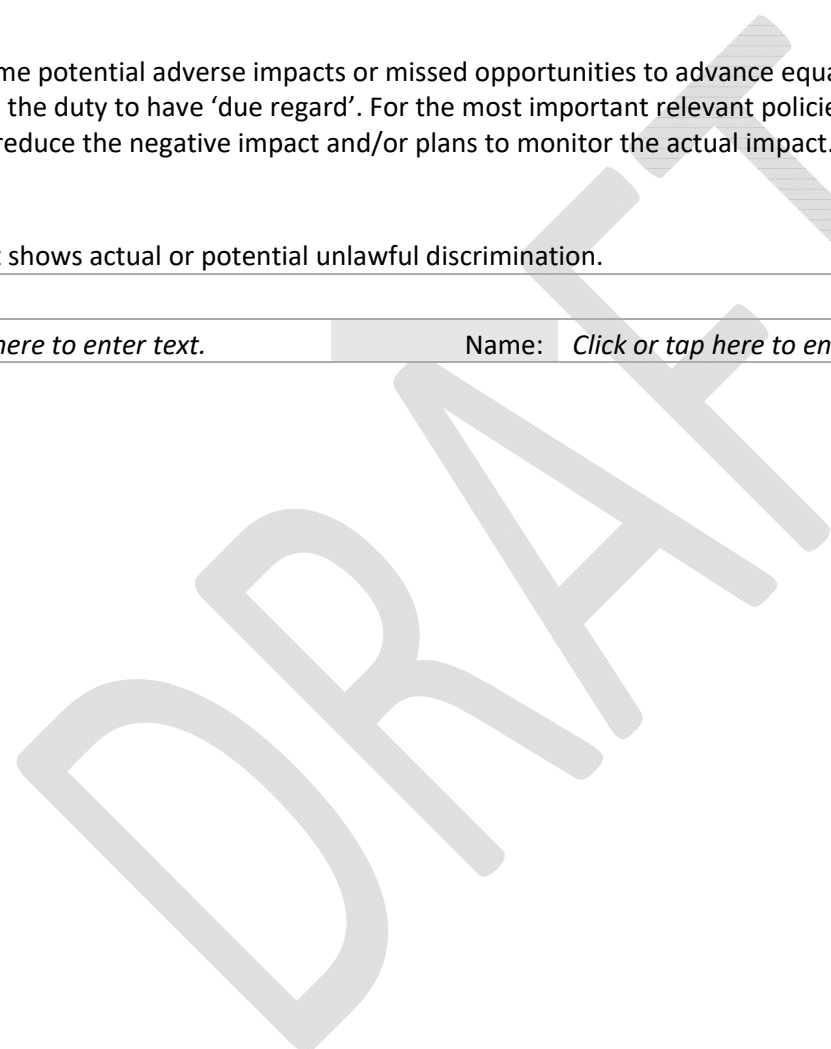 me potential adverse impacts or missed opportunities to advance equa
the duty to have ‘due regard’. For the most important relevant policie
reduce the negative impact and/or plans to monitor the actual impact.
t shows actual or potential unlawful discrimination.
here to enter text. Name: Click or tap here to en
DRAFT